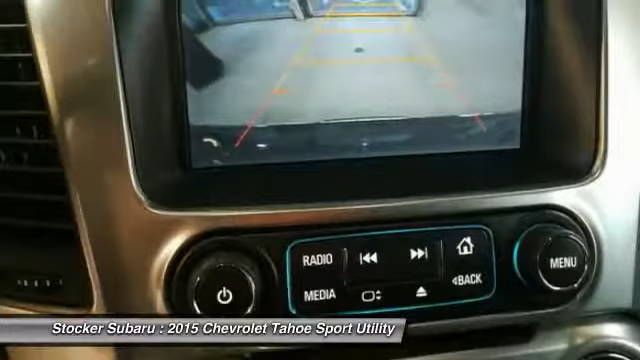 RADIO
MENU
MEDIA
BACK
Stocker Subaru : 2015 Chevrolet Tahoe Sport Utility